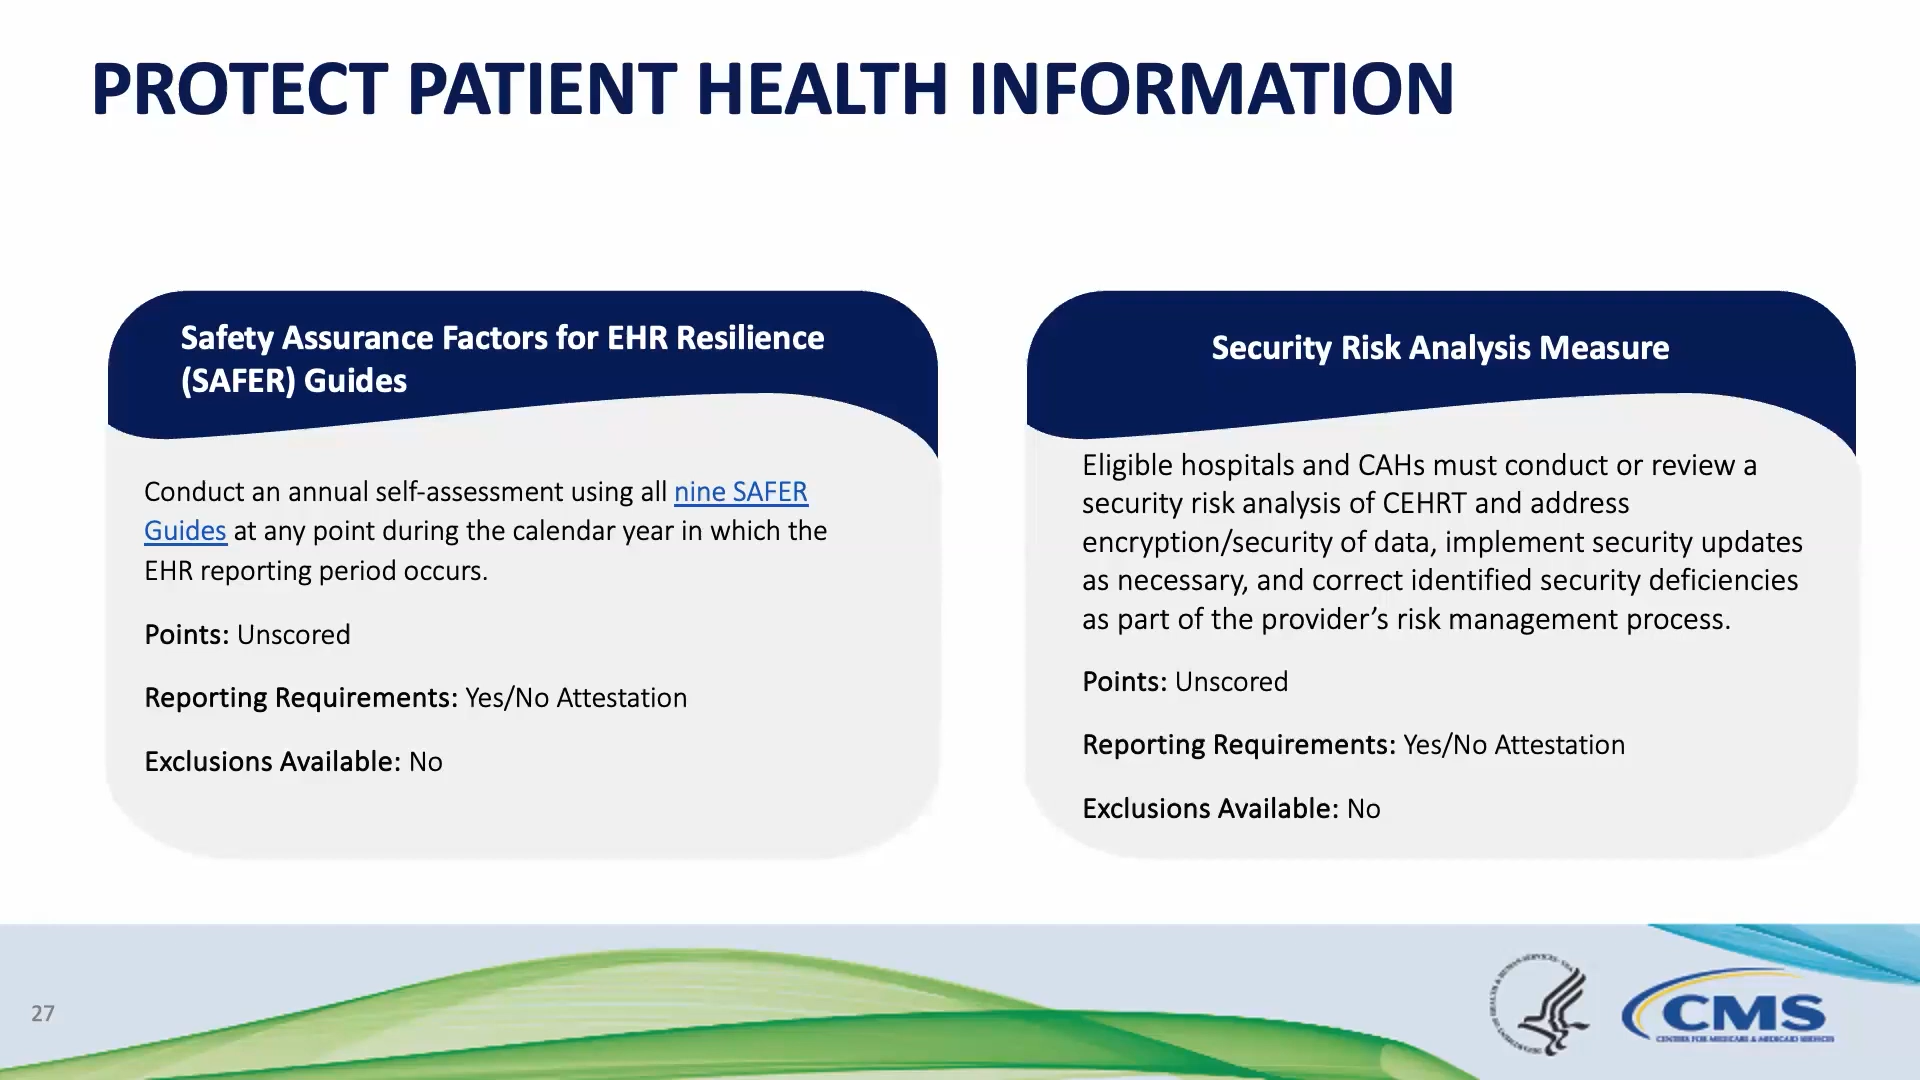 PROTECT PATIENT HEALTH INFORMATION
Safety Assurance Factors for EHR Resilience
(SAFER) Guides
Conduct an annual self-assessment using all nine SAFER
Guides at any point during the calendar year in which the
EHR reporting period occurs.
Points: Unscored
Reporting Requirements: Yes/No Attestation
Exclusions Available: No
Security Risk Analysis Measure
Eligible hospitals and CAHs must conduct or review a
security risk analysis of CEHRT and address
encryption/security of data, implement security updates
as necessary, and correct identified security deficiencies
as part of the provider’s risk management process.
Points: Unscored
Reporting Requirements: Yes/No Attestation
Exclusions Available: No
27
CMS
CENTERS FOR MEDICARE & MEDICAID SERVICES